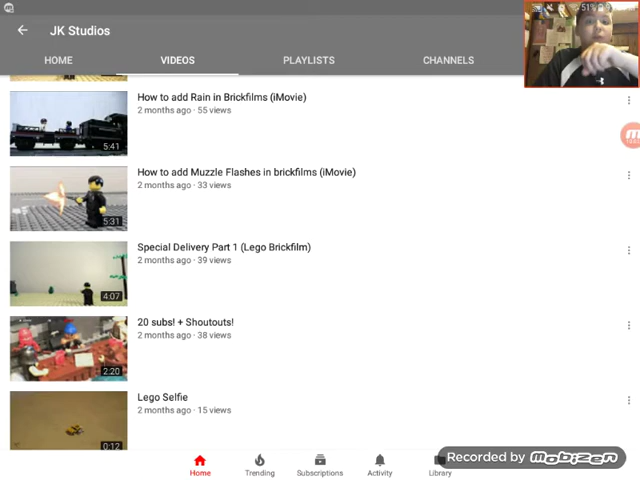 51%
JK Studios
HOME
VIDEOS
PLAYLISTS
CHANNELS
How to add Rain in Brickfilms (iMovie)
2 months ago · 55 views
5:41
How to add Muzzle Flashes in brickfilms (iMovie)
2 months ago · 33 views
5:31
Special Delivery Part 1 (Lego Brickfilm)
2 months ago · 39 views
4:07
20 subs! + Shoutouts!
2 months ago · 38 views
2:20
Lego Selfie
2 months ago · 15 views
0:12
Home
Trending
Subscriptions
Activity
Library
Recorded by Mobizen